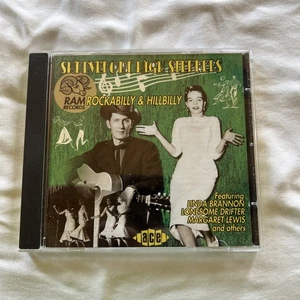 SHREVEPORT HIGH STEPPERS
RAM
RECORDS
ROCKABILLY & HILLBILLY
Featuring
LINDA BRANNON
LONESOME DRIFTER
MARGARET LEWIS
and others
ace